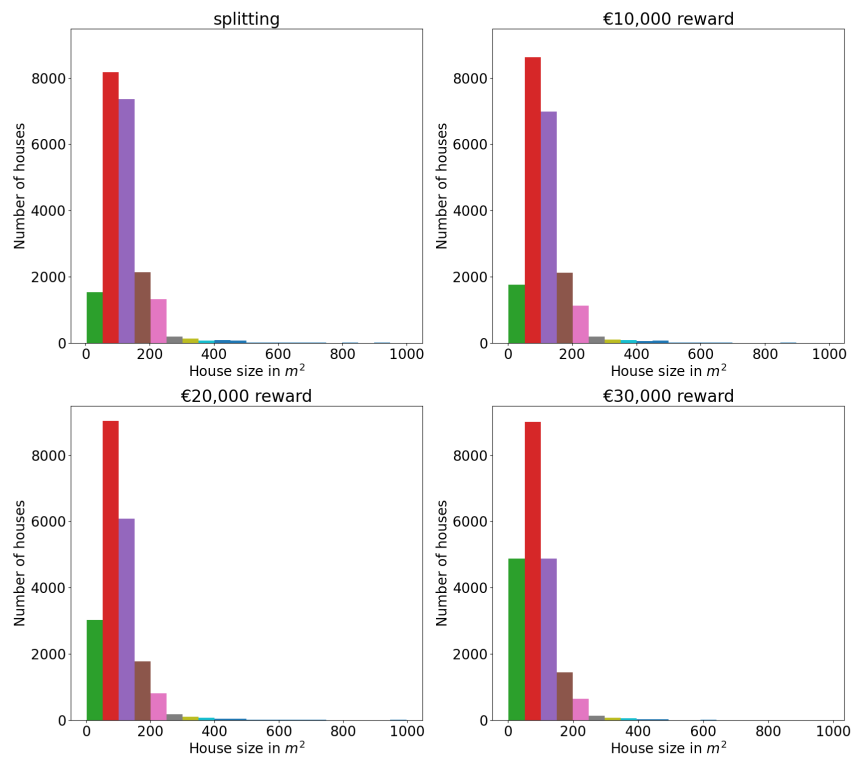 splitting
Number of houses
8000
6000
4000
2000
0
0 200 400 600 800 1000
House size in m²
€10,000 reward
Number of houses
8000
6000
4000
2000
0
0 200 400 600 800 1000
House size in m²
€20,000 reward
Number of houses
8000
6000
4000
2000
0
0 200 400 600 800 1000
House size in m²
€30,000 reward
Number of houses
8000
6000
4000
2000
0
0 200 400 600 800 1000
House size in m²